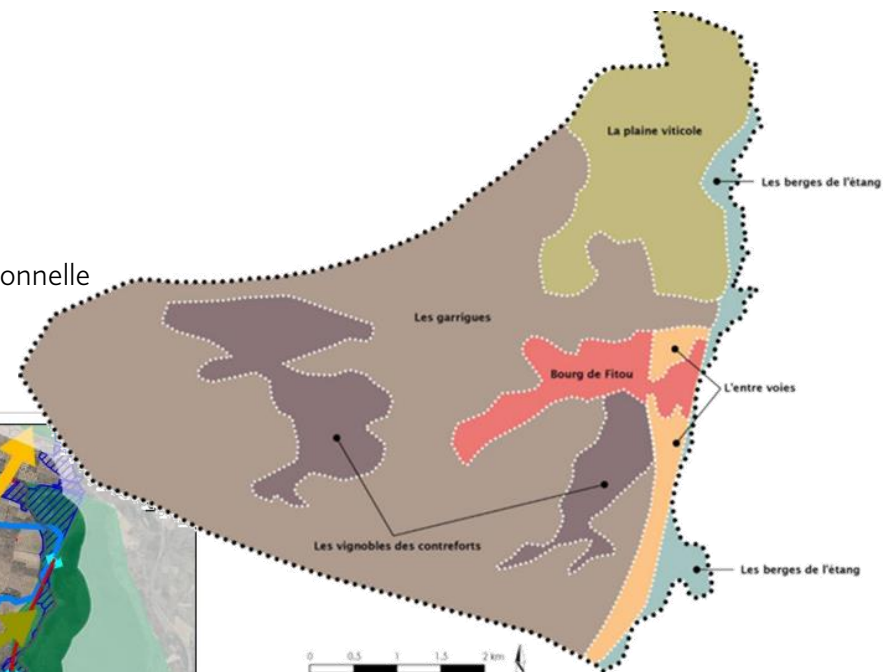 La plaine viticole
Les berges de l'étang
onnelle
Les garrigues
Bourg de Fitou
L'entre voies
Les vignobles des contreforts
Les berges de l'étang
0 0.5 1 1.5 2 km